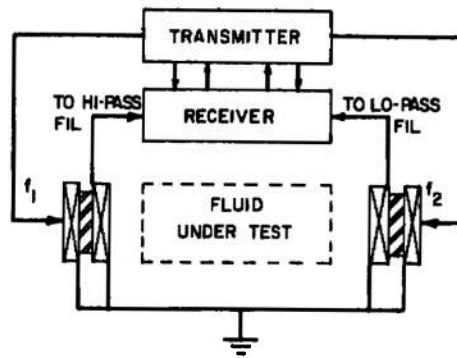 TRANSMITTER
RECEIVER
TO HI-PASS
FIL
TO LO-PASS
FIL
f1
f2
FLUID
UNDER TEST